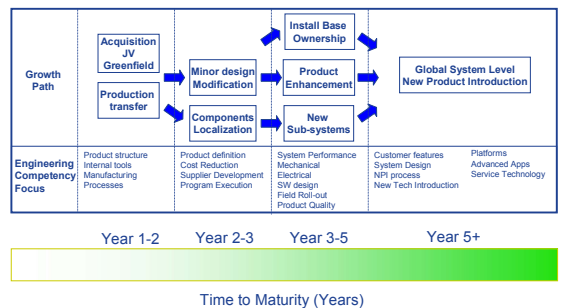 Growth
Path
Acquisition
JV
Greenfield
Production
transfer
Minor design
Modification
Components
Localization
Install Base
Ownership
Product
Enhancement
New
Sub-systems
Global System Level
New Product Introduction
Engineering
Competency
Focus
Product structure
Internal tools
Manufacturing
Processes
Product definition
Cost Reduction
Supplier Development
Program Execution
System Performance
Mechanical
Electrical
SW design
Field Roll-out
Product Quality
Customer features
System Design
NPI process
New Tech Introduction
Platforms
Advanced Apps
Service Technology
Year 1-2
Year 2-3
Year 3-5
Year 5+
Time to Maturity (Years)